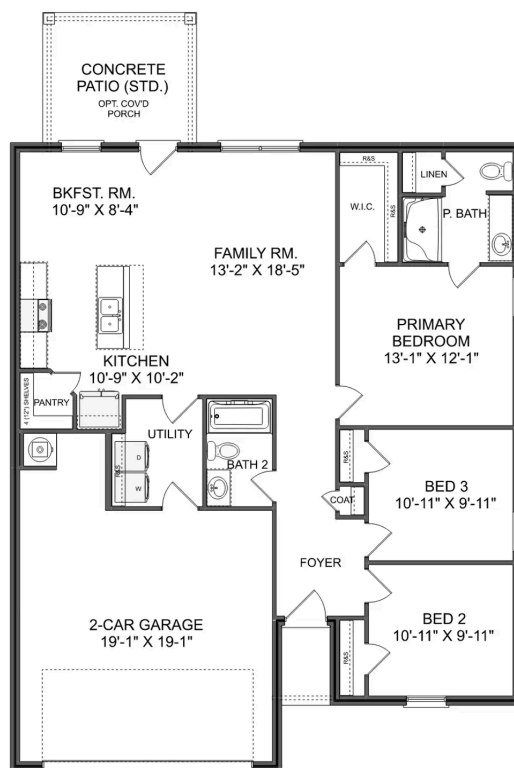 CONCRETE
PATIO (STD.)
OPT. COV'D
PORCH
BKFST. RM.
10'-9" X 8'-4"
FAMILY RM.
13'-2" X 18'-5"
R&S
W.I.C.
R&S
LINEN
P. BATH
PRIMARY
BEDROOM
13'-1" X 12'-1"
KITCHEN
10'-9" X 10'-2"
4 (12") SHELVES
PANTRY
UTILITY
D
W
R&S
BATH 2
R&S
BED 3
10'-11" X 9'-11"
COAT
FOYER
2-CAR GARAGE
19'-1" X 19-1"
BED 2
10'-11" X 9'-11"
R&S